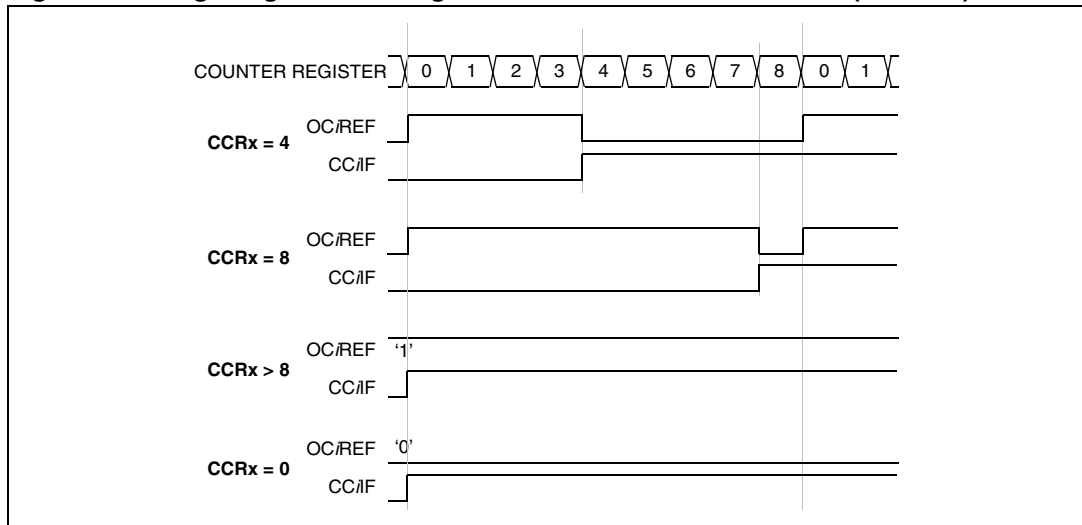 COUNTER REGISTER 0 1 2 3 4 5 6 7 8 0 1
CCRx = 4
OCiREF
CCiIF
CCRx = 8
OCiREF
CCiIF
CCRx > 8
OCiREF ‘1’
CCiIF
CCRx = 0
OCiREF ‘0’
CCiIF